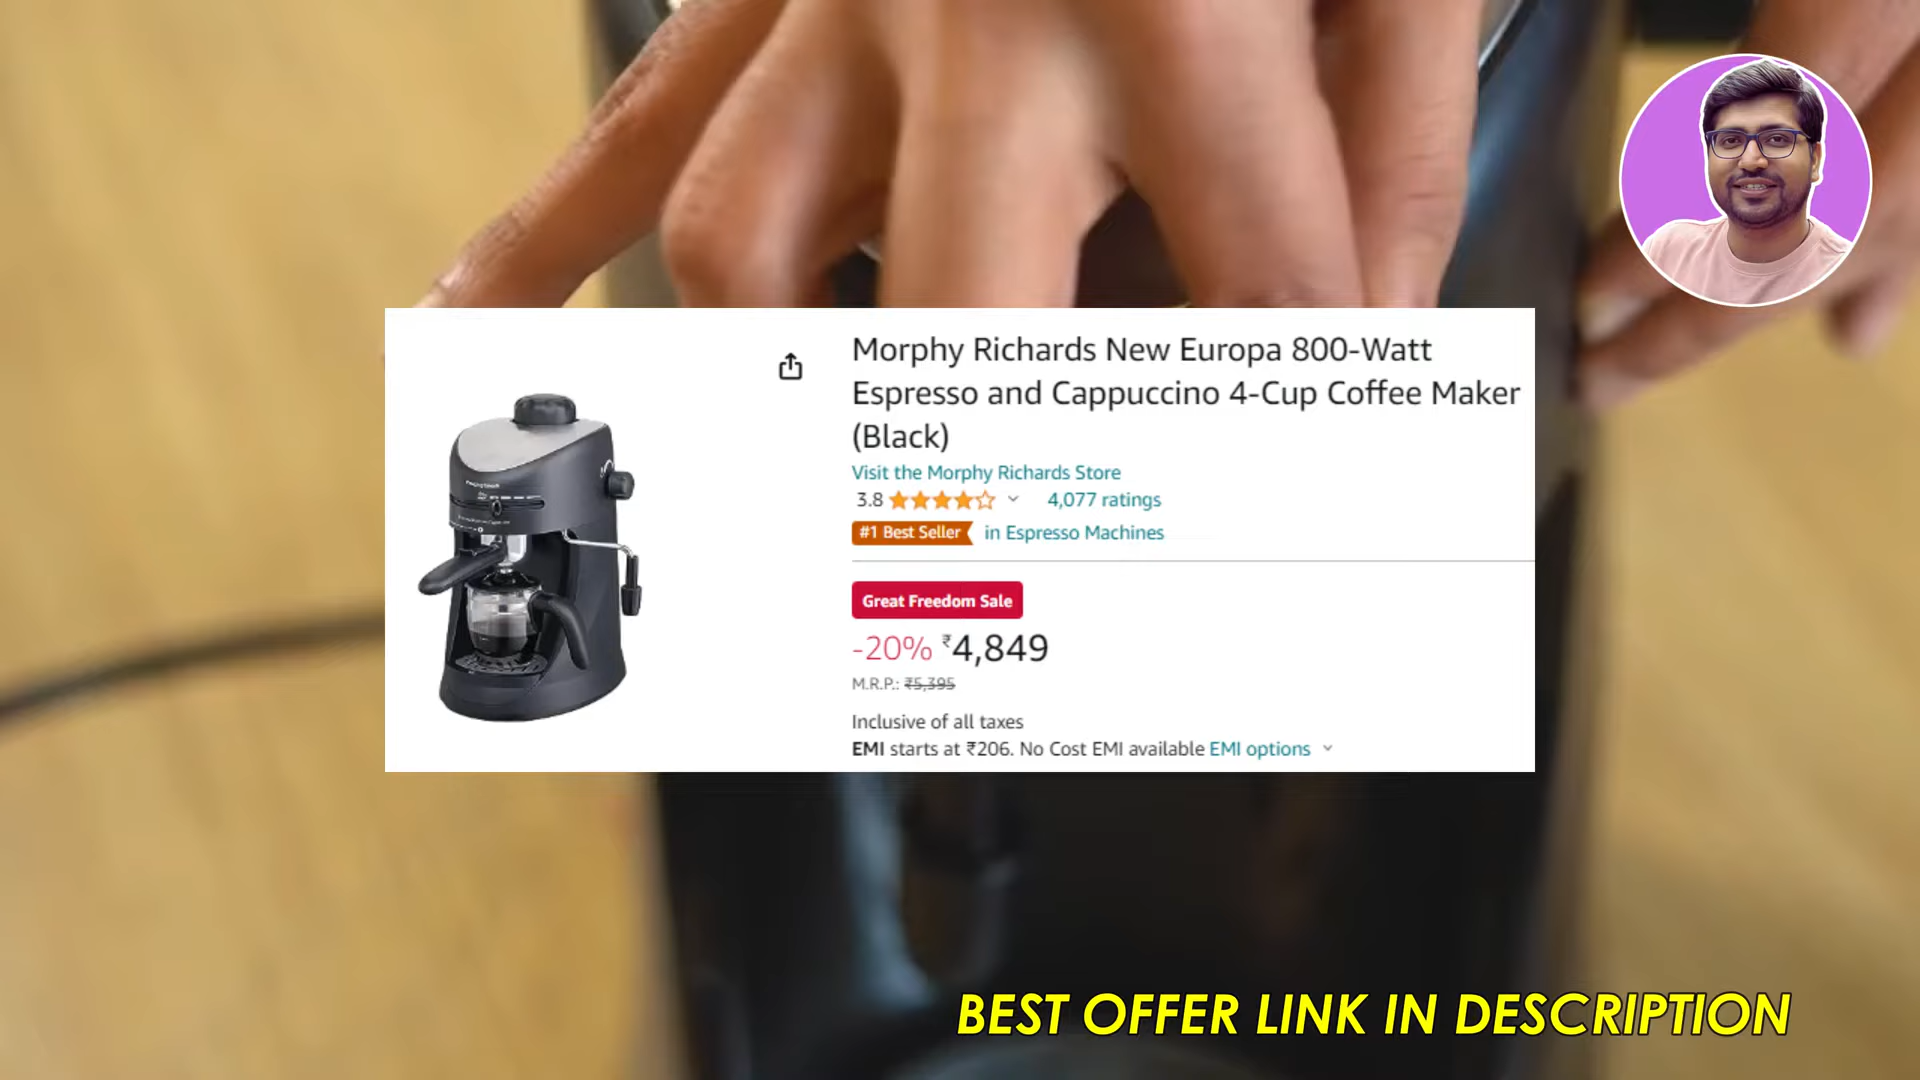 Morphy Richards New Europa 800-Watt
Espresso and Cappuccino 4-Cup Coffee Maker
(Black)
Visit the Morphy Richards Store
3.8 4,077 ratings
#1 Best Seller in Espresso Machines
Great Freedom Sale
-20% ₹4,849
M.R.P.: ₹5,395
Inclusive of all taxes
EMI starts at ₹206. No Cost EMI available EMI options
BEST OFFER LINK IN DESCRIPTION